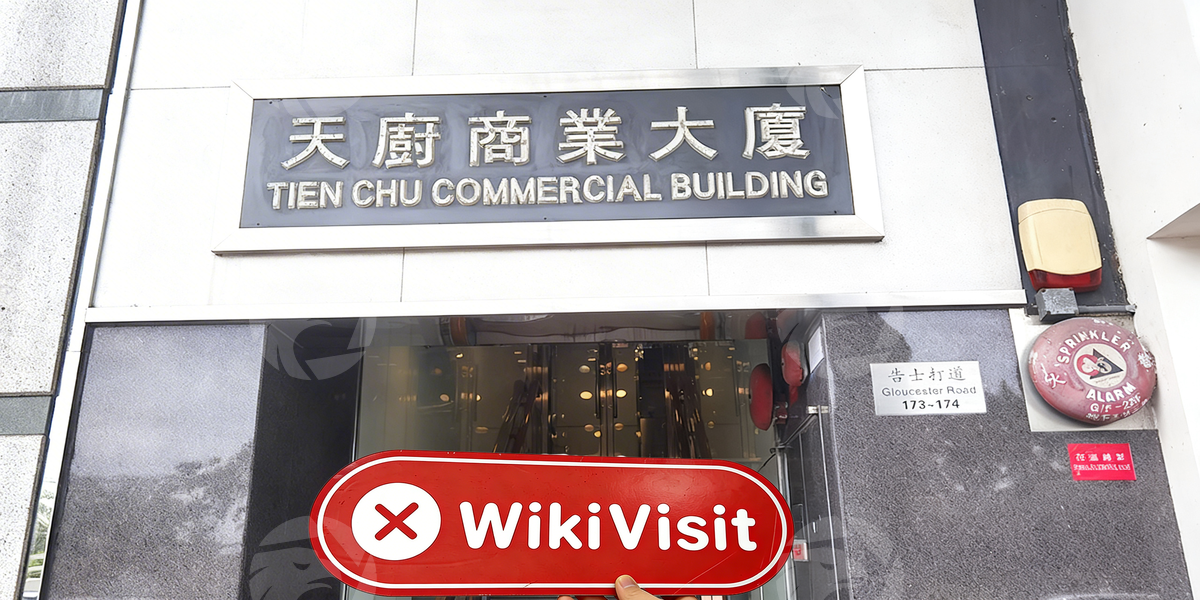 天廚商業大廈
TIEN CHU COMMERCIAL BUILDING
告士打道
Gloucester Road
173~174
SPRINKLER
ALARM
WikiVisit